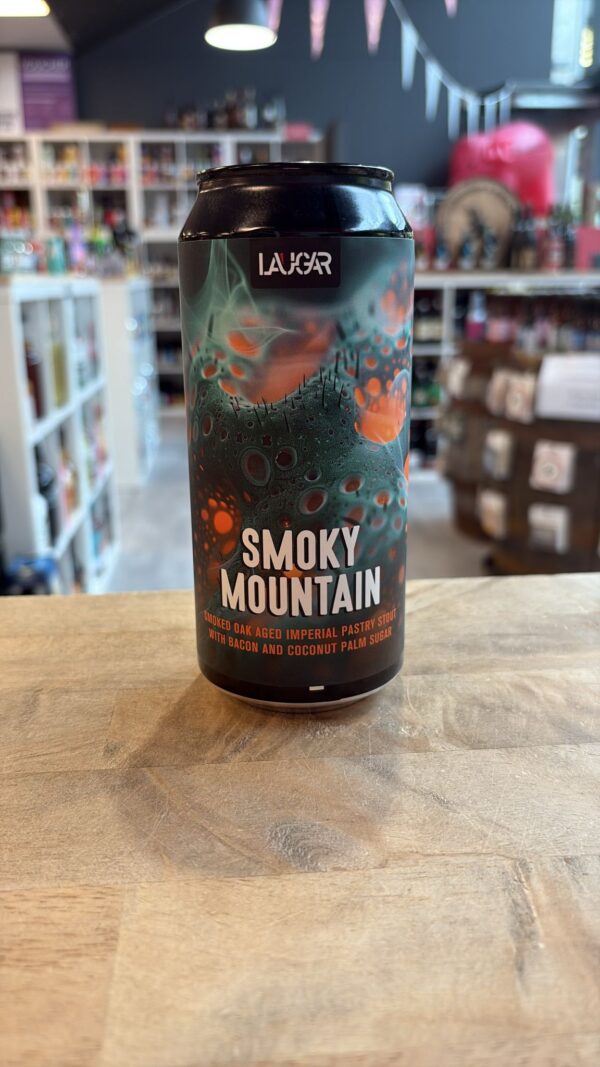 LAUGAR
SMOKY
MOUNTAIN
SMOKED OAK AGED IMPERIAL PASTRY STOUT
WITH BACON AND COCONUT PALM SUGAR